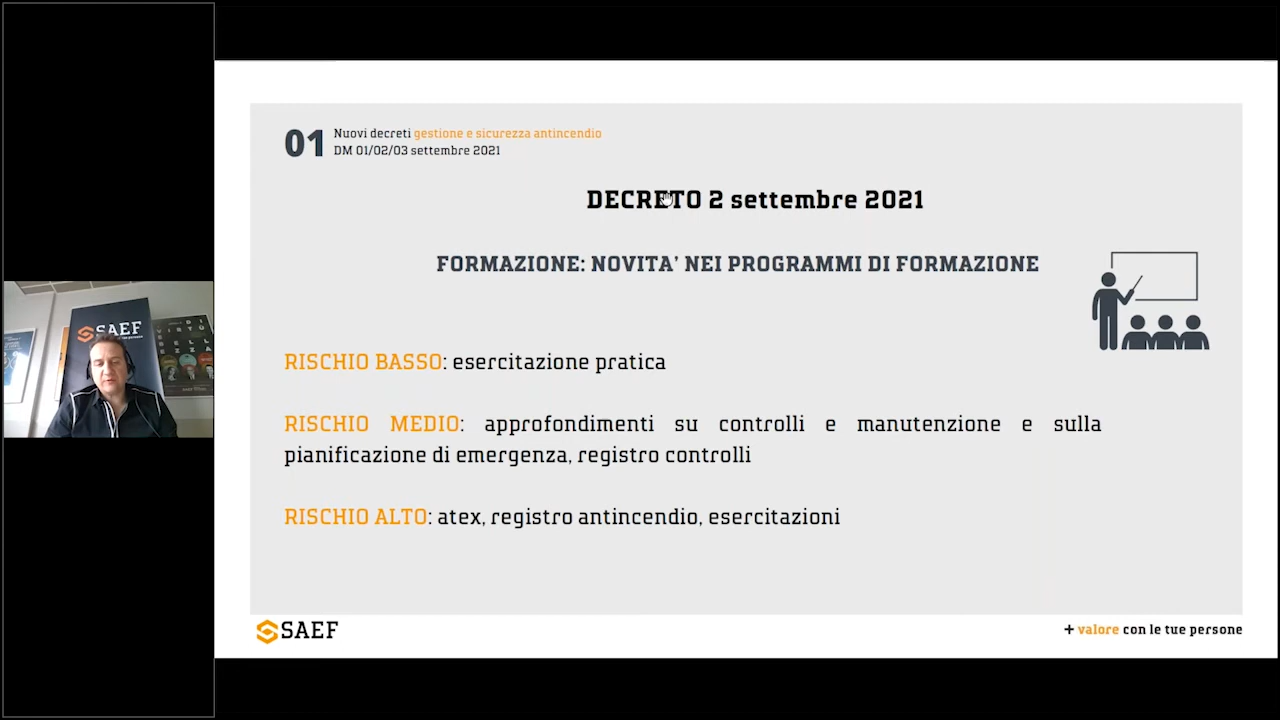 01
Nuovi decreti gestione e sicurezza antincendio
DM 01/02/03 settembre 2021
DECRETO 2 settembre 2021
FORMAZIONE: NOVITA' NEI PROGRAMMI DI FORMAZIONE
RISCHIO BASSO: esercitazione pratica
RISCHIO MEDIO: approfondimenti su controlli e manutenzione e sulla
pianificazione di emergenza, registro controlli
RISCHIO ALTO: atex, registro antincendio, esercitazioni
SAEF
+ valore con le tue persone
SAEF